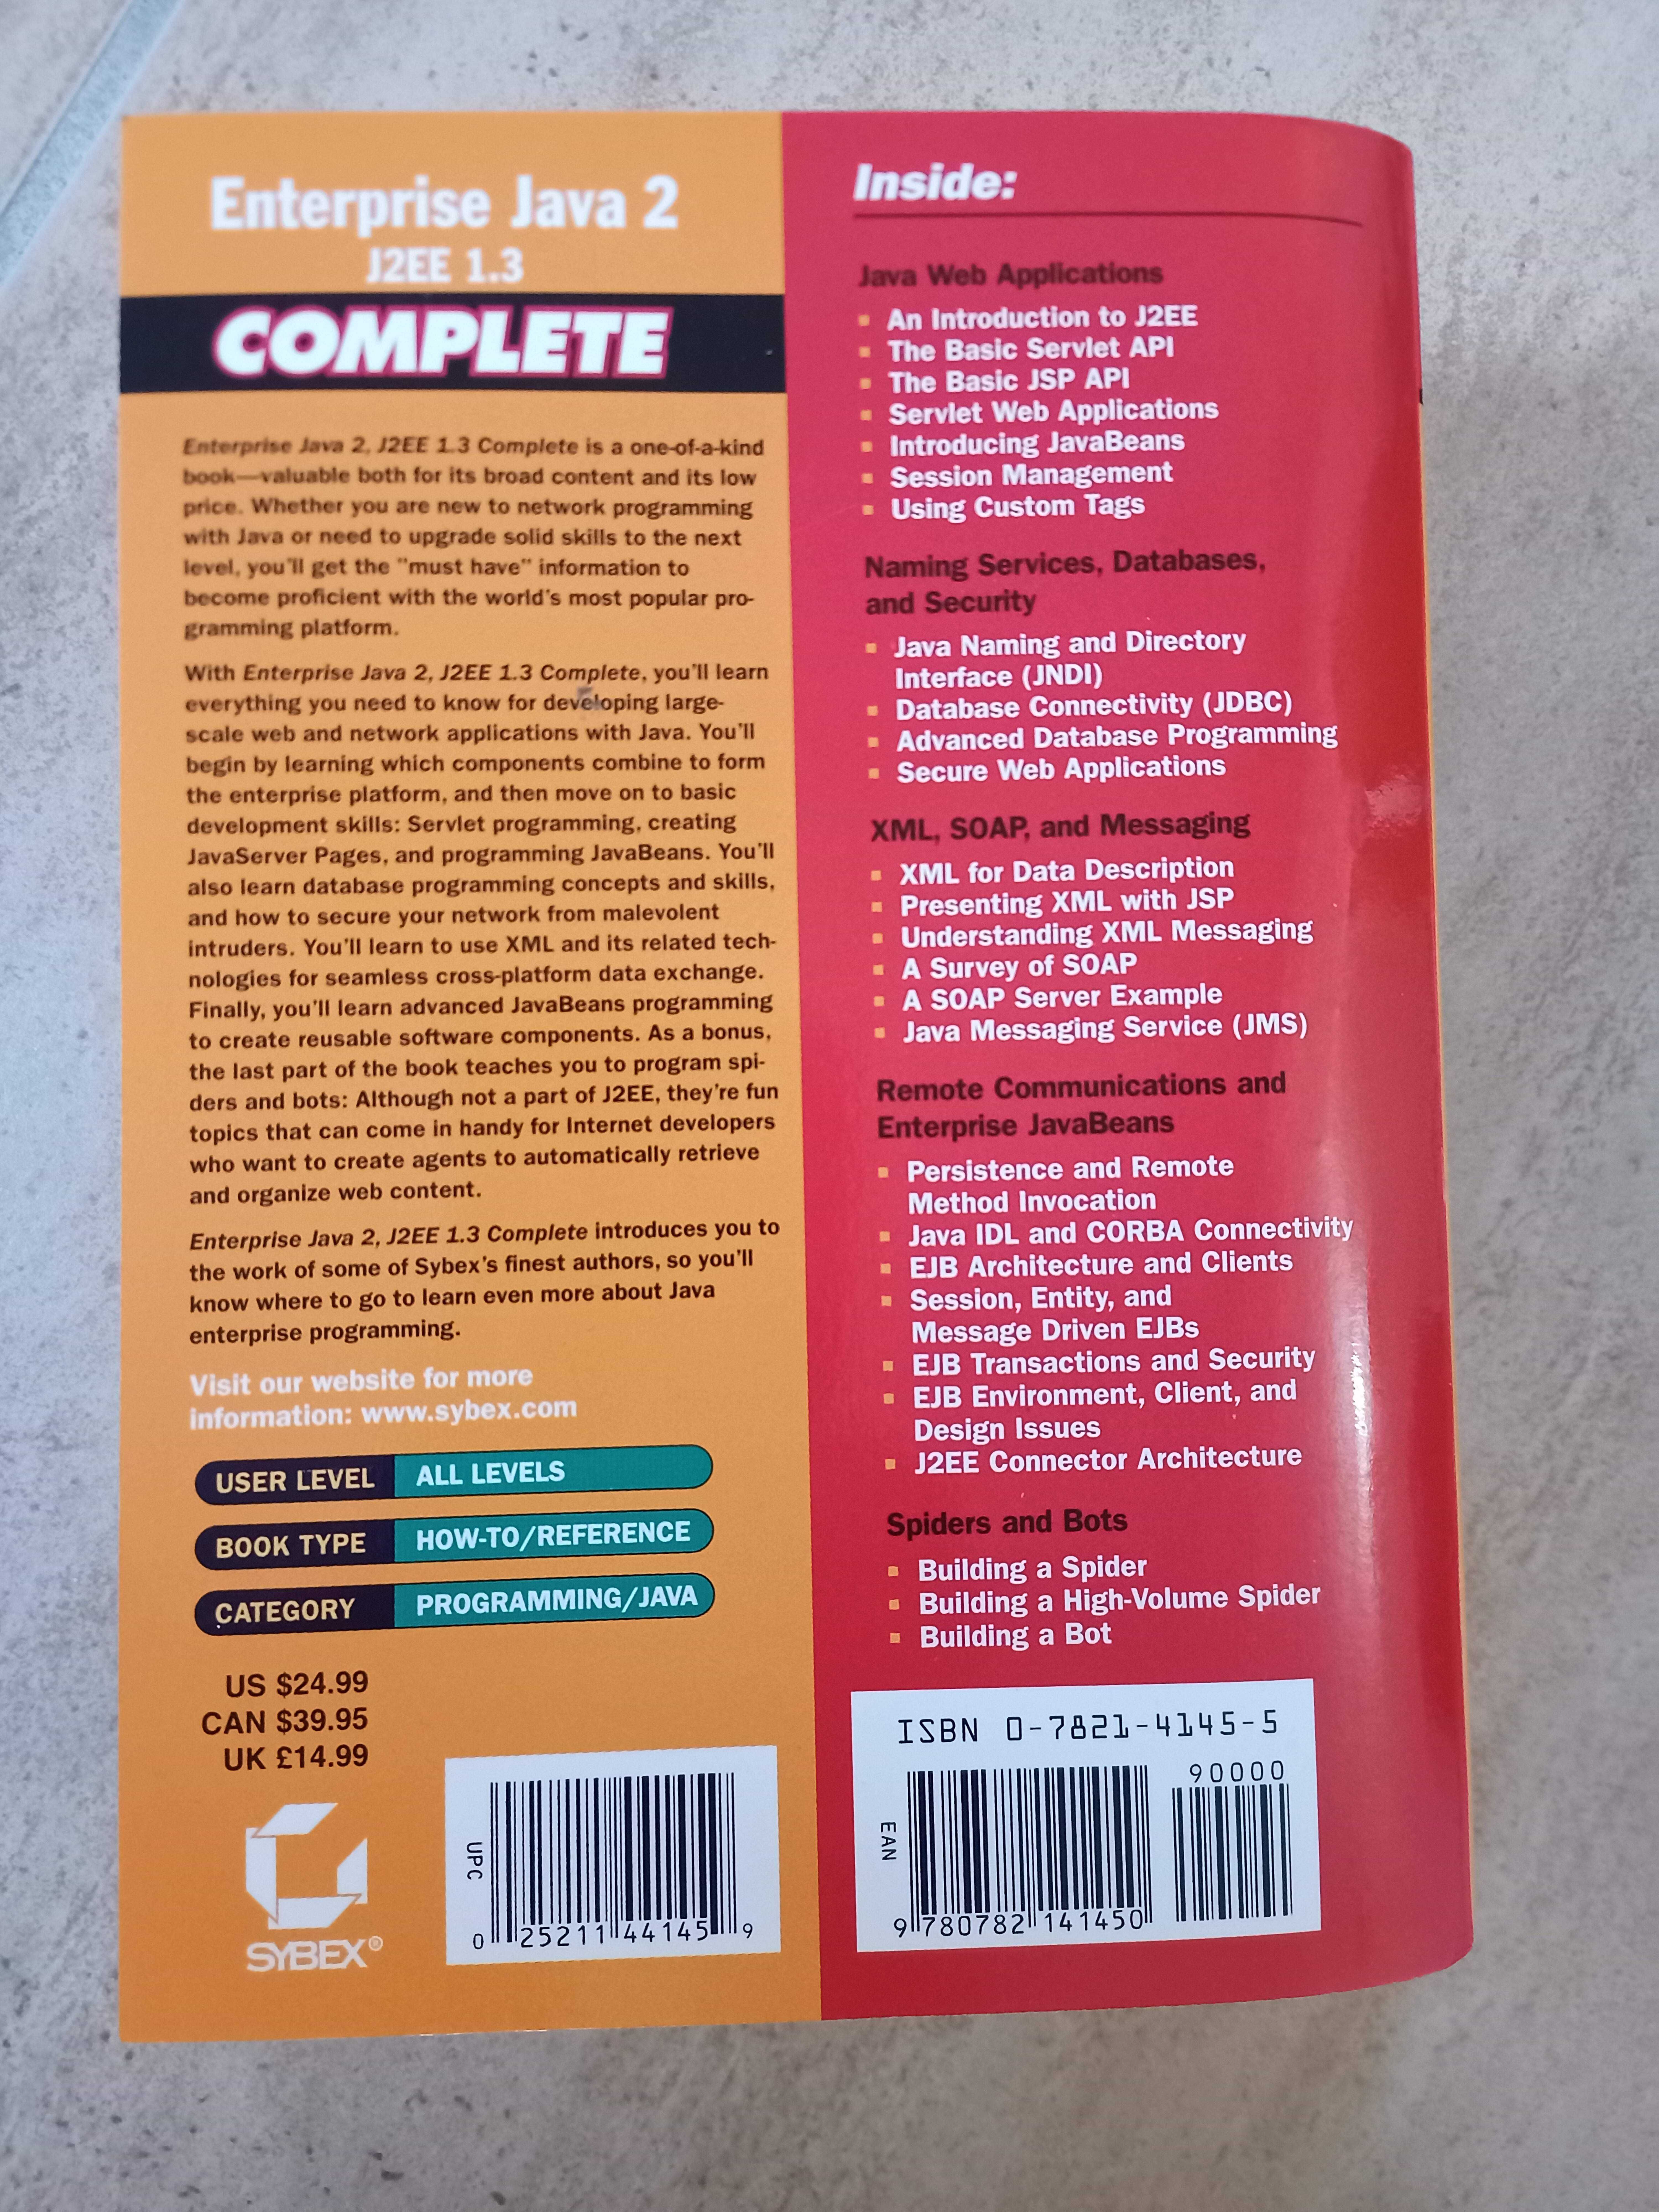 Enterprise Java 2
J2EE 1.3
COMPLETE
Enterprise Java 2, J2EE 1.3 Complete is a one-of-a-kind
book—valuable both for its broad content and its low
price. Whether you are new to network programming
with Java or need to upgrade solid skills to the next
level, you'll get the "must have" information to
become proficient with the world's most popular pro-
gramming platform.
With Enterprise Java 2, J2EE 1.3 Complete, you'll learn
everything you need to know for developing large-
scale web and network applications with Java. You'll
begin by learning which components combine to form
the enterprise platform, and then move on to basic
development skills: Servlet programming, creating
JavaServer Pages, and programming JavaBeans. You'll
also learn database programming concepts and skills,
and how to secure your network from malevolent
intruders. You'll learn to use XML and its related tech-
nologies for seamless cross-platform data exchange.
Finally, you'll learn advanced JavaBeans programming
to create reusable software components. As a bonus,
the last part of the book teaches you to program spi-
ders and bots: Although not a part of J2EE, they're fun
topics that can come in handy for Internet developers
who want to create agents to automatically retrieve
and organize web content.
Enterprise Java 2, J2EE 1.3 Complete introduces you to
the work of some of Sybex's finest authors, so you'll
know where to go to learn even more about Java
enterprise programming.
Visit our website for more
information: www.sybex.com
USER LEVEL ALL LEVELS
BOOK TYPE HOW-TO/REFERENCE
CATEGORY PROGRAMMING/JAVA
US $24.99
CAN $39.95
UK £14.99
SYBEX®
UPC
0 25211 44145 9
Inside:
Java Web Applications
▪ An Introduction to J2EE
▪ The Basic Servlet API
▪ The Basic JSP API
▪ Servlet Web Applications
▪ Introducing JavaBeans
▪ Session Management
▪ Using Custom Tags
Naming Services, Databases,
and Security
▪ Java Naming and Directory
Interface (JNDI)
▪ Database Connectivity (JDBC)
▪ Advanced Database Programming
▪ Secure Web Applications
XML, SOAP, and Messaging
▪ XML for Data Description
▪ Presenting XML with JSP
▪ Understanding XML Messaging
▪ A Survey of SOAP
▪ A SOAP Server Example
▪ Java Messaging Service (JMS)
Remote Communications and
Enterprise JavaBeans
▪ Persistence and Remote
Method Invocation
▪ Java IDL and CORBA Connectivity
▪ EJB Architecture and Clients
▪ Session, Entity, and
Message Driven EJBs
▪ EJB Transactions and Security
▪ EJB Environment, Client, and
Design Issues
▪ J2EE Connector Architecture
Spiders and Bots
▪ Building a Spider
▪ Building a High-Volume Spider
▪ Building a Bot
ISBN 0-7821-4145-5
90000
EAN
9 780782 141450